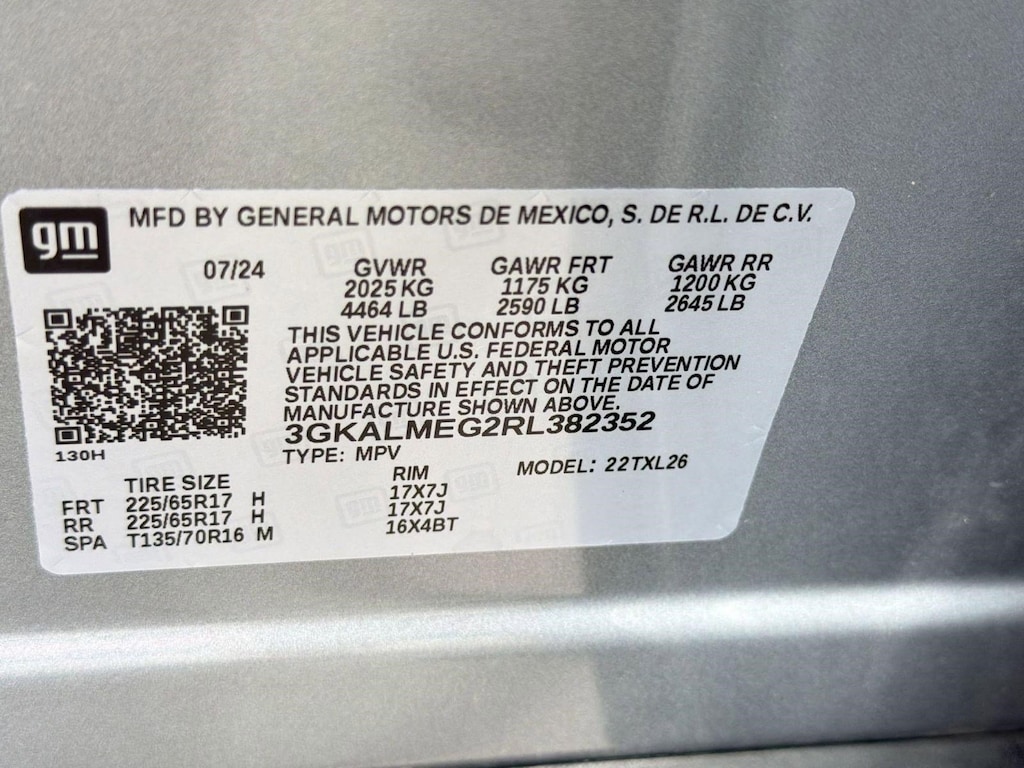 gm
MFD BY GENERAL MOTORS DE MEXICO, S. DE R.L. DE C.V.
07/24
GVWR
2025 KG
4464 LB
GAWR FRT
1175 KG
2590 LB
GAWR RR
1200 KG
2645 LB
THIS VEHICLE CONFORMS TO ALL
APPLICABLE U.S. FEDERAL MOTOR
VEHICLE SAFETY AND THEFT PREVENTION
STANDARDS IN EFFECT ON THE DATE OF
MANUFACTURE SHOWN ABOVE.
3GKALMEG2RL382352
130H
TYPE: MPV
MODEL: 22TXL26
TIRE SIZE RIM
FRT 225/65R17 H 17X7J
RR 225/65R17 H 17X7J
SPA T135/70R16 M 16X4BT